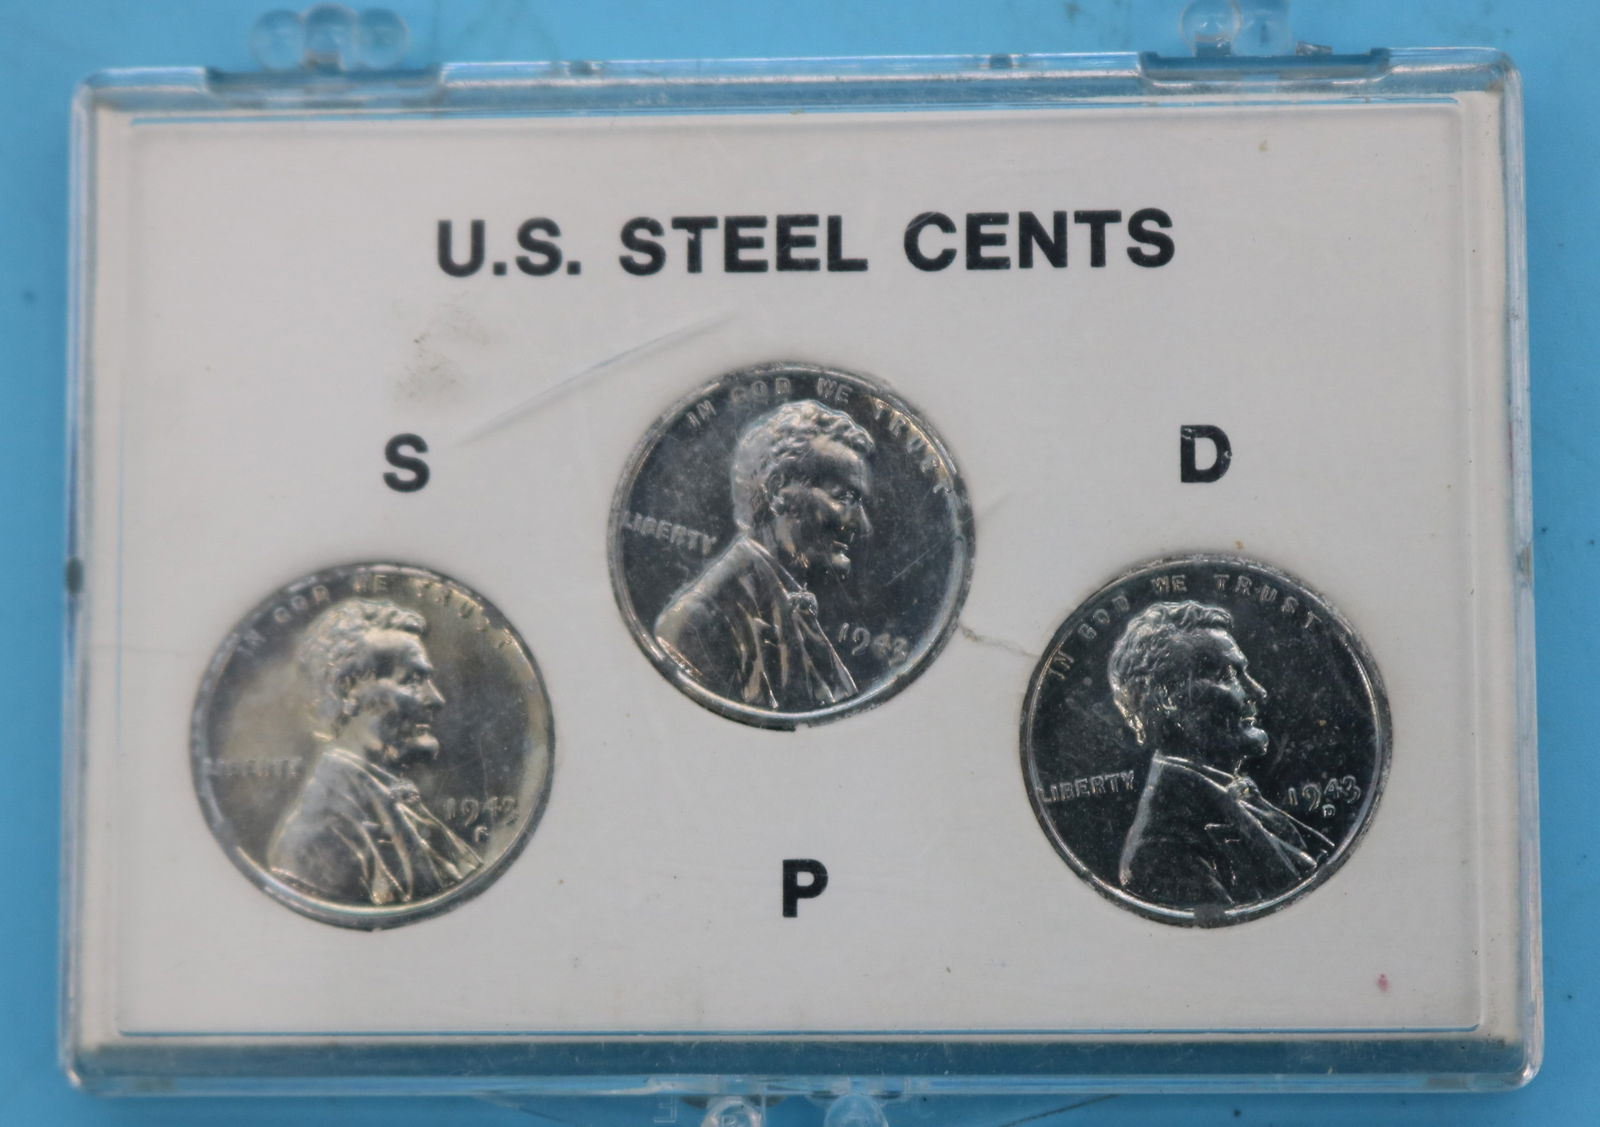 U.S. STEEL CENTS
S
D
P
IN GOD WE TRUST
LIBERTY
1943
S
IN GOD WE TRUST
LIBERTY
1943
IN GOD WE TRUST
LIBERTY
1943
D